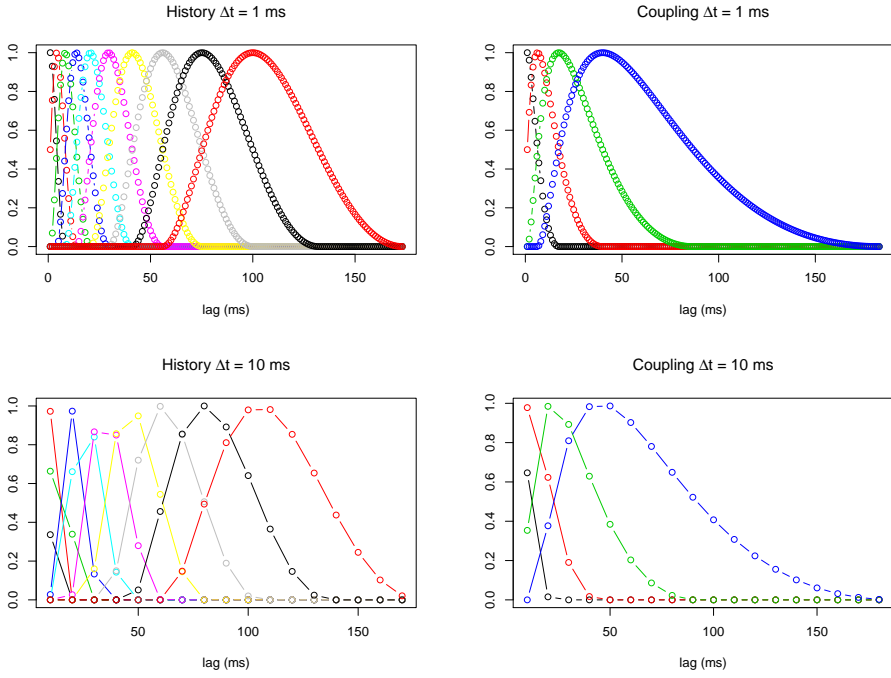 History Δt = 1 ms
0.0 0.2 0.4 0.6 0.8 1.0
0 50 100 150
lag (ms)
Coupling Δt = 1 ms
0.0 0.2 0.4 0.6 0.8 1.0
50 100 150
lag (ms)
History Δt = 10 ms
0.0 0.2 0.4 0.6 0.8 1.0
50 100 150
lag (ms)
Coupling Δt = 10 ms
0.0 0.2 0.4 0.6 0.8 1.0
50 100 150
lag (ms)